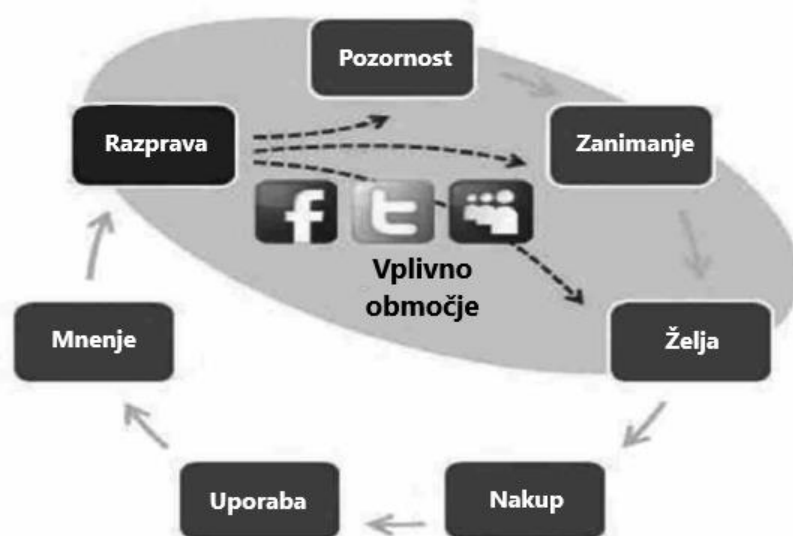 Pozornost
Razprava
Zanimanje
f
t
Vplivno
območje
Mnenje
Želja
Uporaba
Nakup